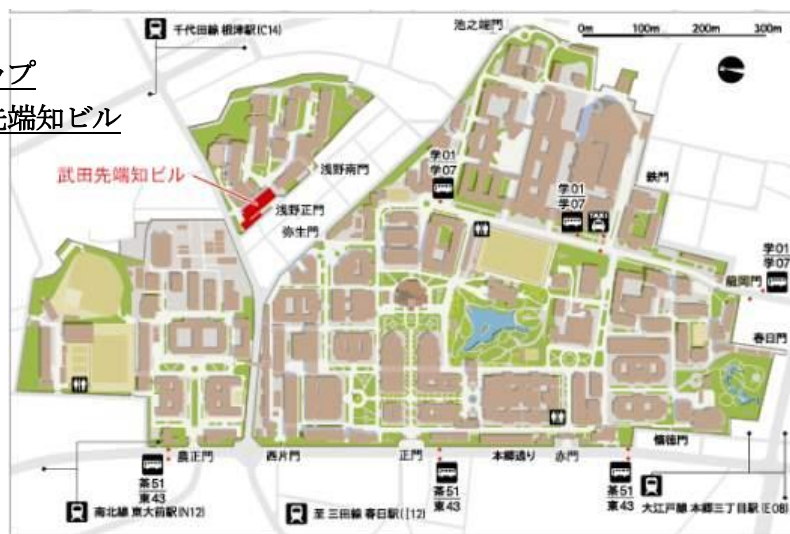 千代田線 根津駅(C14)
池之端門
0m 100m 200m 300m
ップ
先端知ビル
武田先端知ビル
浅野南門
浅野正門
弥生門
学01
学07
学01
学07
TAXI
鉄門
学01
学07
龍岡門
春日門
懐徳門
農正門
西片門
正門
本郷通り
赤門
茶51
東43
茶51
東43
茶51
東43
南北線 東大前駅(N12)
至 三田線 春日駅(I12)
大江戸線 本郷三丁目駅(E08)